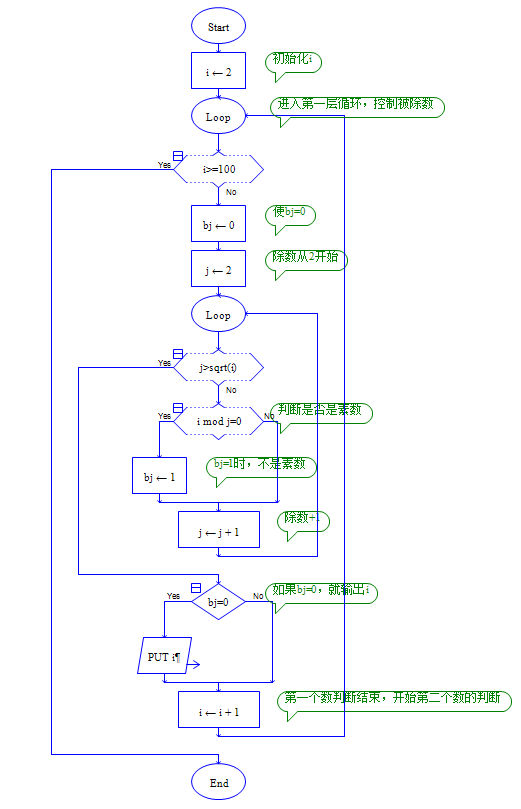 Start
i ← 2
初始化i
Loop
进入第一层循环，控制被除数
i>=100
Yes
No
bj ← 0
使bj=0
j ← 2
除数从2开始
Loop
j>sqrt(i)
Yes
No
i mod j=0
Yes
No
判断是否是素数
bj ← 1
bj=1时，不是素数
j ← j + 1
除数+1
bj=0
Yes
No
如果bj=0，就输出i
PUT i¶
i ← i + 1
第一个数判断结束，开始第二个数的判断
End